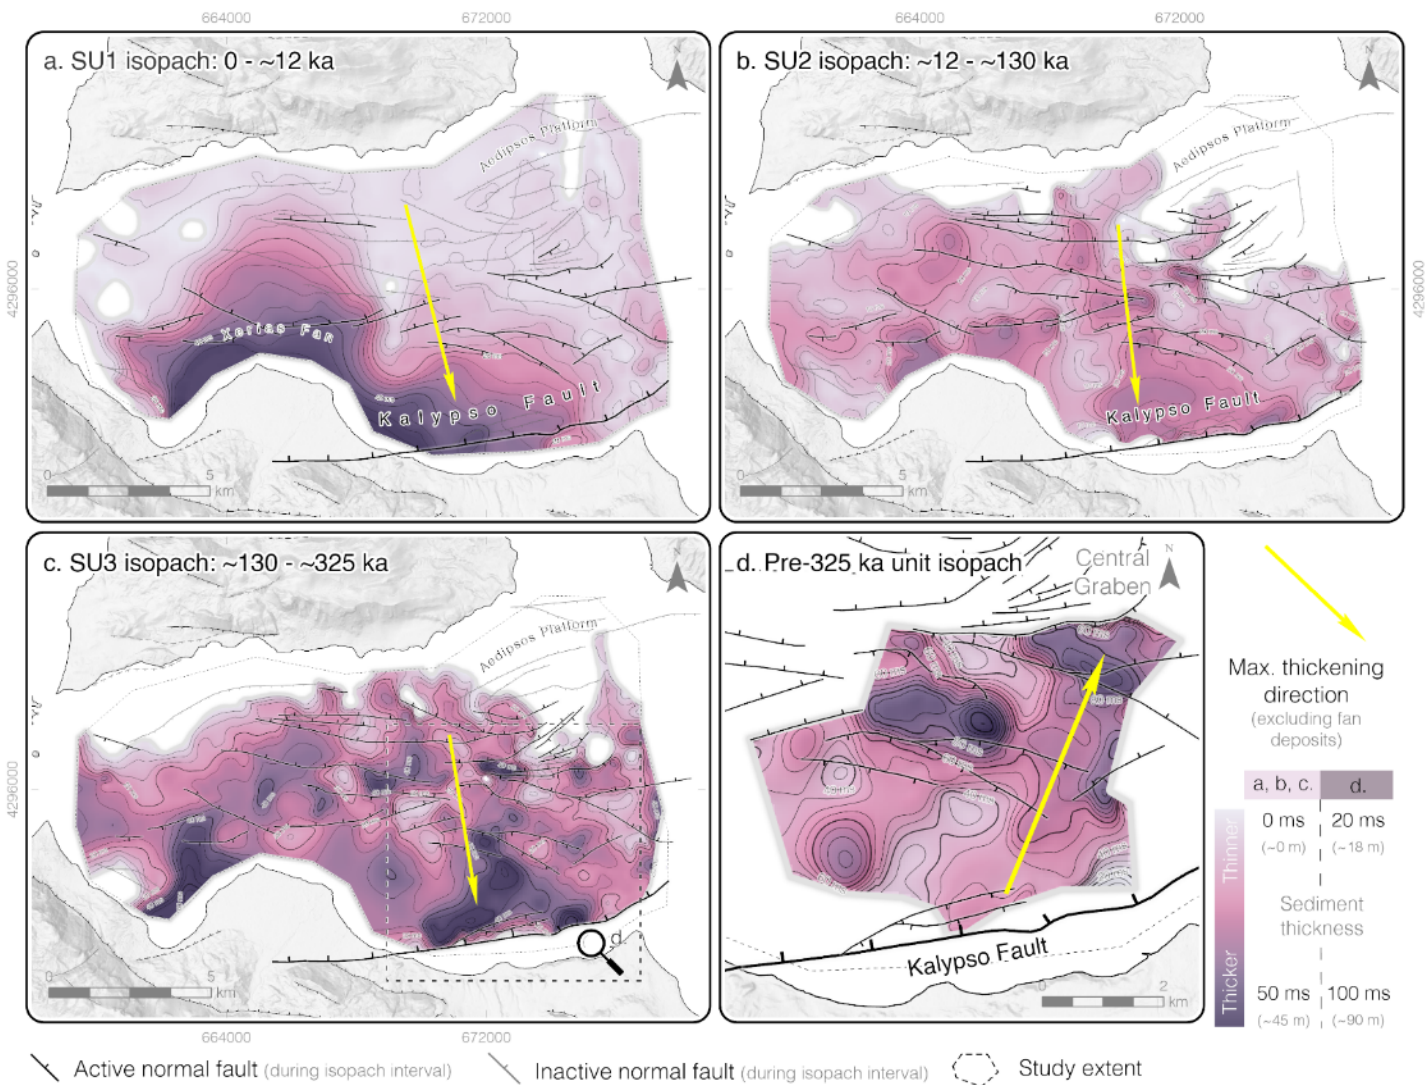 664000
672000
664000
672000
a. SU1 isopach: 0 - ~12 ka
N
Aedipsos Platform
Xerias Fan
Kalypso Fault
0
5
km
b. SU2 isopach: ~12 - ~130 ka
N
Aedipsos Platform
Kalypso Fault
0
5
km
4296000
4296000
c. SU3 isopach: ~130 - ~325 ka
N
Aedipsos Platform
d.
0
5
km
4296000
664000
672000
d. Pre-325 ka unit isopach
Central
Graben
N
Kalypso Fault
0
2
km
Max. thickening
direction
(excluding fan
deposits)
a, b, c.
d.
Thinner
Thicker
0 ms
20 ms
(~0 m)
(~18 m)
Sediment
thickness
50 ms
100 ms
(~45 m)
(~90 m)
Active normal fault (during isopach interval)
Inactive normal fault (during isopach interval)
Study extent